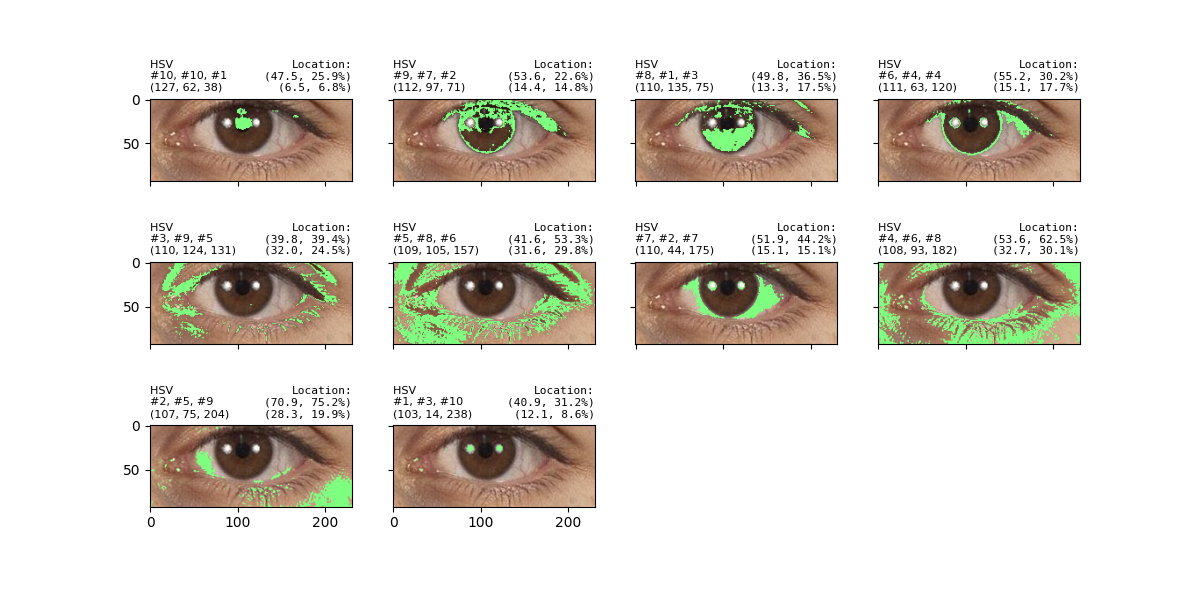 HSV Location:
#10, #10, #1 (47.5, 25.9%)
(127, 62, 38) (6.5, 6.8%)
HSV Location:
#9, #7, #2 (53.6, 22.6%)
(112, 97, 71) (14.4, 14.8%)
HSV Location:
#8, #1, #3 (49.8, 36.5%)
(110, 135, 75) (13.3, 17.5%)
HSV Location:
#6, #4, #4 (55.2, 30.2%)
(111, 63, 120) (15.1, 17.7%)
0
50
HSV Location:
#3, #9, #5 (39.8, 39.4%)
(110, 124, 131) (32.0, 24.5%)
HSV Location:
#5, #8, #6 (41.6, 53.3%)
(109, 105, 157) (31.6, 29.8%)
HSV Location:
#7, #2, #7 (51.9, 44.2%)
(110, 44, 175) (15.1, 15.1%)
HSV Location:
#4, #6, #8 (53.6, 62.5%)
(108, 93, 182) (32.7, 30.1%)
0
50
HSV Location:
#2, #5, #9 (70.9, 75.2%)
(107, 75, 204) (28.3, 19.9%)
HSV Location:
#1, #3, #10 (40.9, 31.2%)
(103, 14, 238) (12.1, 8.6%)
0
50
0 100 200
0 100 200